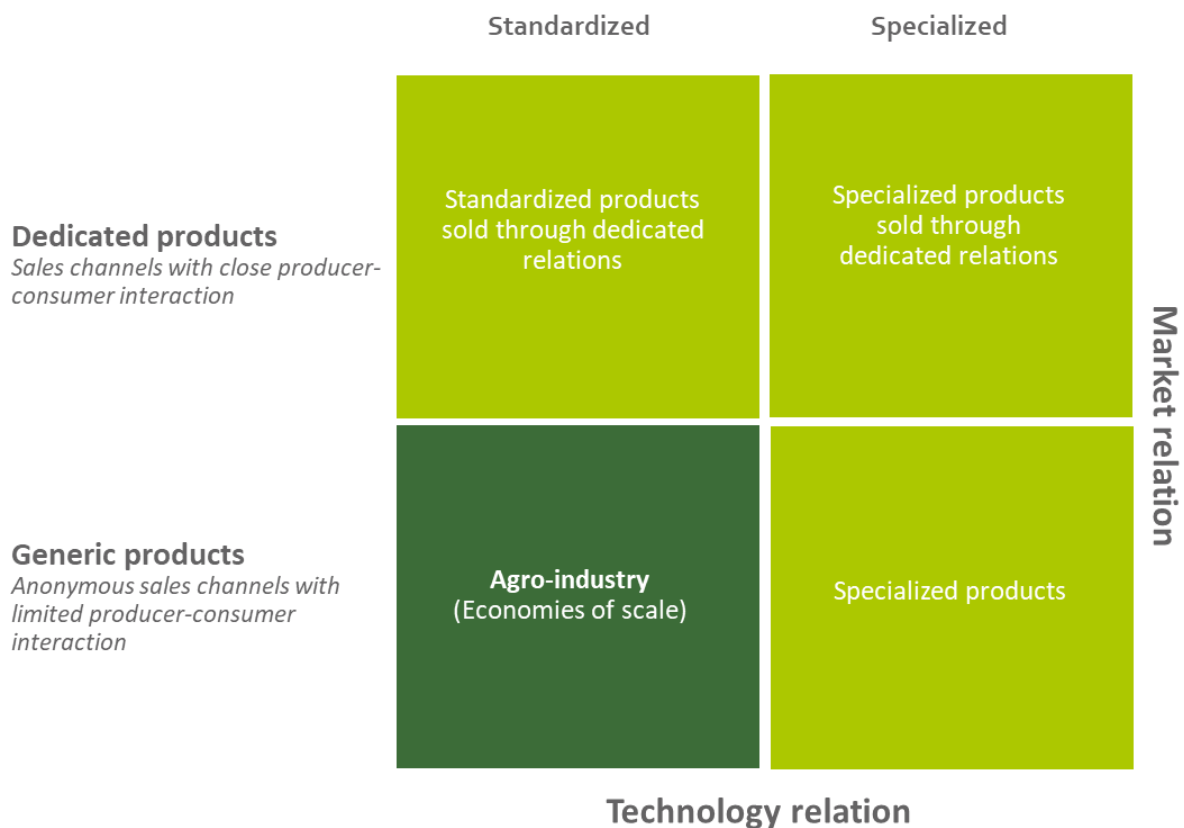 Standardized
Specialized
Dedicated products
Sales channels with close producer-
consumer interaction
Standardized products
sold through dedicated
relations
Specialized products
sold through
dedicated relations
Market relation
Generic products
Anonymous sales channels with
limited producer-consumer
interaction
Agro-industry
(Economies of scale)
Specialized products
Technology relation